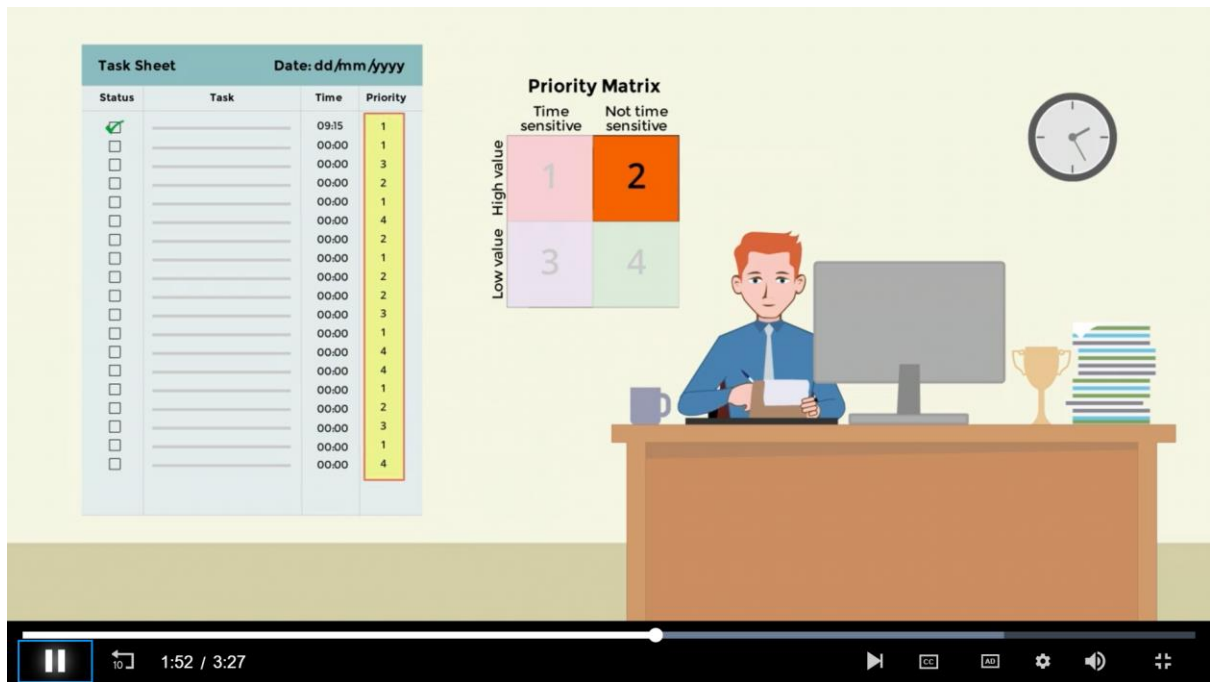 Task Sheet Date: dd/mm/yyyy
Status Task Time Priority
09:15 1
00:00 1
00:00 3
00:00 2
00:00 1
00:00 4
00:00 2
00:00 1
00:00 2
00:00 2
00:00 3
00:00 1
00:00 4
00:00 4
00:00 1
00:00 2
00:00 3
00:00 1
00:00 4
Priority Matrix
Time sensitive
Not time sensitive
High value
1 2
Low value
3 4
10 1:52 / 3:27 CC AD